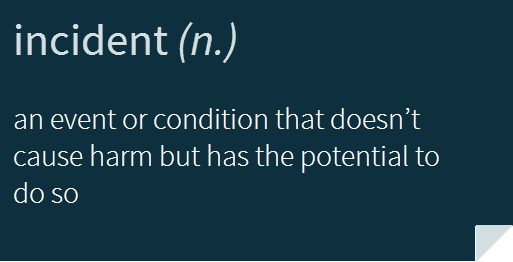 incident (n.)
an event or condition that doesn’t
cause harm but has the potential to
do so